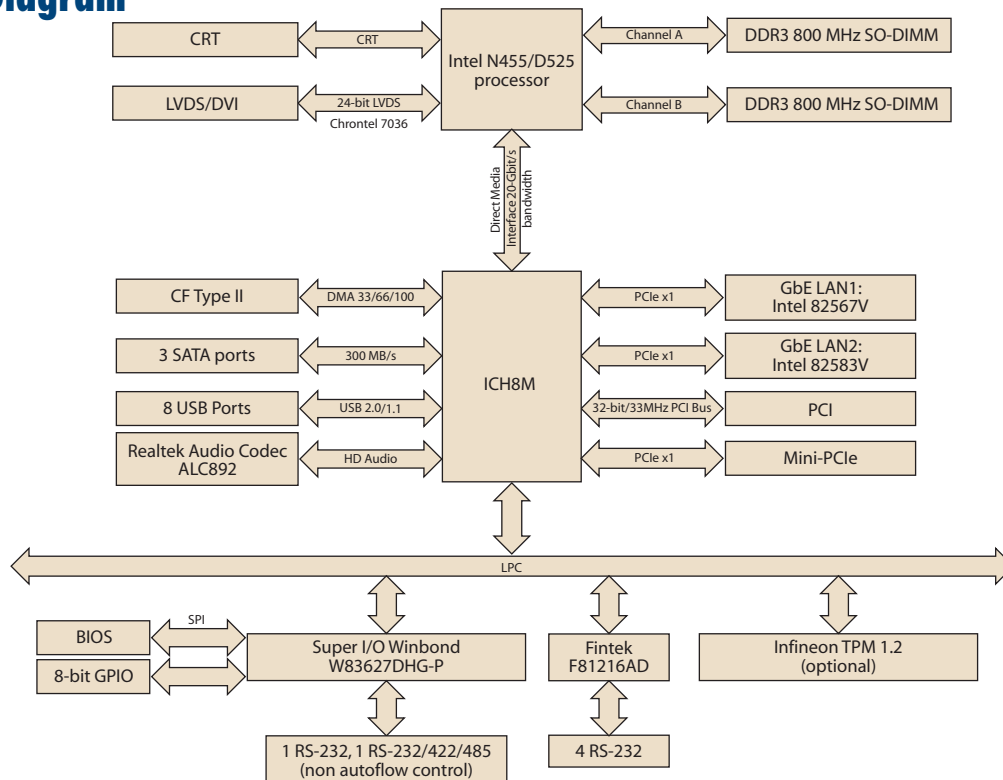 Diagram
CRT
CRT
Intel N455/D525
processor
Channel A
DDR3 800 MHz SO-DIMM
LVDS/DVI
24-bit LVDS
Chrontel 7036
Channel B
DDR3 800 MHz SO-DIMM
Direct Media
Interface 20-Gbit/s
bandwidth
CF Type II
DMA 33/66/100
ICH8M
PCIe x1
GbE LAN1:
Intel 82567V
3 SATA ports
300 MB/s
PCIe x1
GbE LAN2:
Intel 82583V
8 USB Ports
USB 2.0/1.1
32-bit/33MHz PCI Bus
PCI
Realtek Audio Codec
ALC892
HD Audio
PCIe x1
Mini-PCIe
LPC
BIOS
SPI
8-bit GPIO
Super I/O Winbond
W83627DHG-P
Fintek
F81216AD
Infineon TPM 1.2
(optional)
1 RS-232, 1 RS-232/422/485
(non autoflow control)
4 RS-232